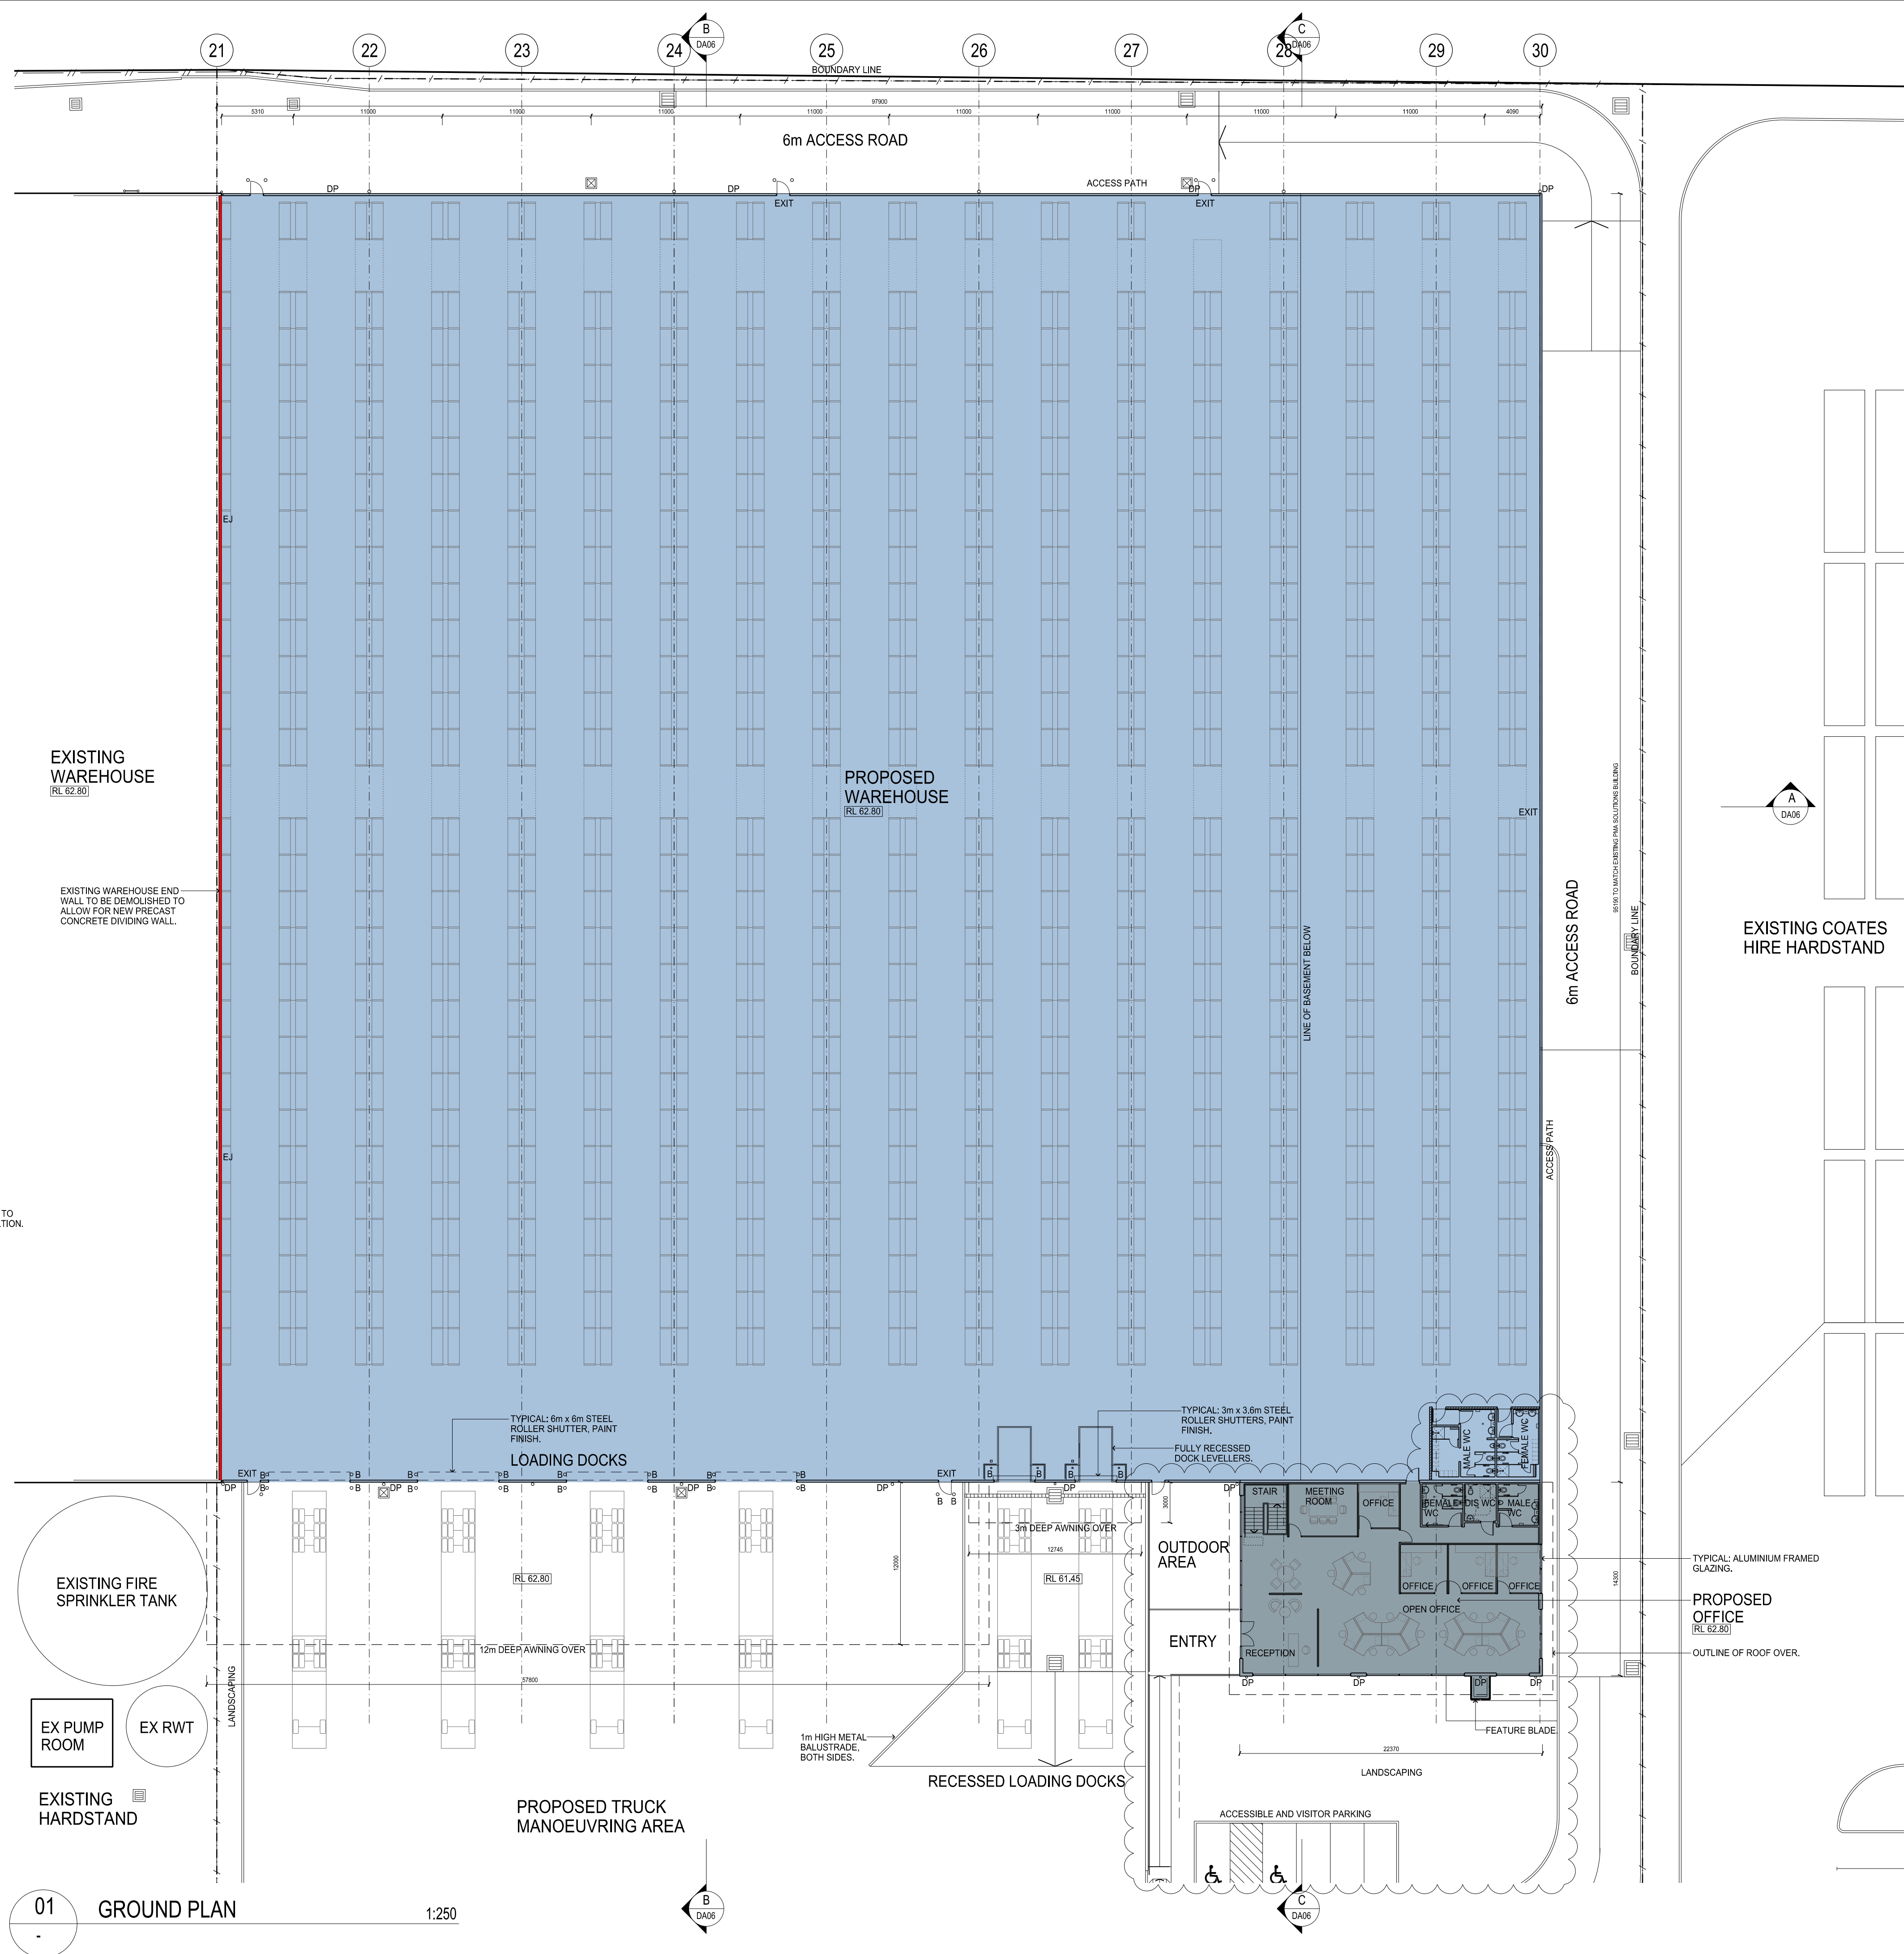 B
DA06
C
DA06
21
22
23
24
25
26
27
28
29
30
BOUNDARY LINE
97900
5310
11000
11000
11000
11000
11000
11000
11000
11000
4090
6m ACCESS ROAD
DP
DP
ACCESS PATH
DP
DP
EXIT
EXIT
EJ
EXISTING
WAREHOUSE
RL 62.80
PROPOSED
WAREHOUSE
RL 62.80
EXIT
A
DA06
95190 TO MATCH EXISTING PMA SOLUTIONS BUILDING
BOUNDARY LINE
6m ACCESS ROAD
EXISTING WAREHOUSE END
WALL TO BE DEMOLISHED TO
ALLOW FOR NEW PRECAST
CONCRETE DIVIDING WALL.
EXISTING COATES
HIRE HARDSTAND
LINE OF BASEMENT BELOW
ACCESS PATH
EJ
TO
TION.
TYPICAL: 6m x 6m STEEL
ROLLER SHUTTER, PAINT
FINISH.
LOADING DOCKS
TYPICAL: 3m x 3.6m STEEL
ROLLER SHUTTERS, PAINT
FINISH.
FULLY RECESSED
DOCK LEVELLERS.
MALE WC
FEMALE WC
EXIT
B
B
B
B
B
B
B
B
EXIT
B
B
B
B
DP
B
B
DP
B
B
B
B
DP
B
B
DP
B
B
DP
DP
STAIR
MEETING
ROOM
OFFICE
FEMALE
WC
DIS WC
MALE
WC
3000
3m DEEP AWNING OVER
12745
OUTDOOR
AREA
12000
EXISTING FIRE
SPRINKLER TANK
RL 62.80
RL 61.45
OFFICE
OFFICE
OFFICE
OPEN OFFICE
14300
TYPICAL: ALUMINIUM FRAMED
GLAZING.
PROPOSED
OFFICE
RL 62.80
ENTRY
RECEPTION
OUTLINE OF ROOF OVER.
12m DEEP AWNING OVER
57800
LANDSCAPING
DP
DP
DP
DP
EX PUMP
ROOM
EX RWT
1m HIGH METAL
BALUSTRADE,
BOTH SIDES.
FEATURE BLADE.
22370
LANDSCAPING
RECESSED LOADING DOCKS
EXISTING
HARDSTAND
PROPOSED TRUCK
MANOEUVRING AREA
ACCESSIBLE AND VISITOR PARKING
01
-
GROUND PLAN
1:250
B
DA06
C
DA06